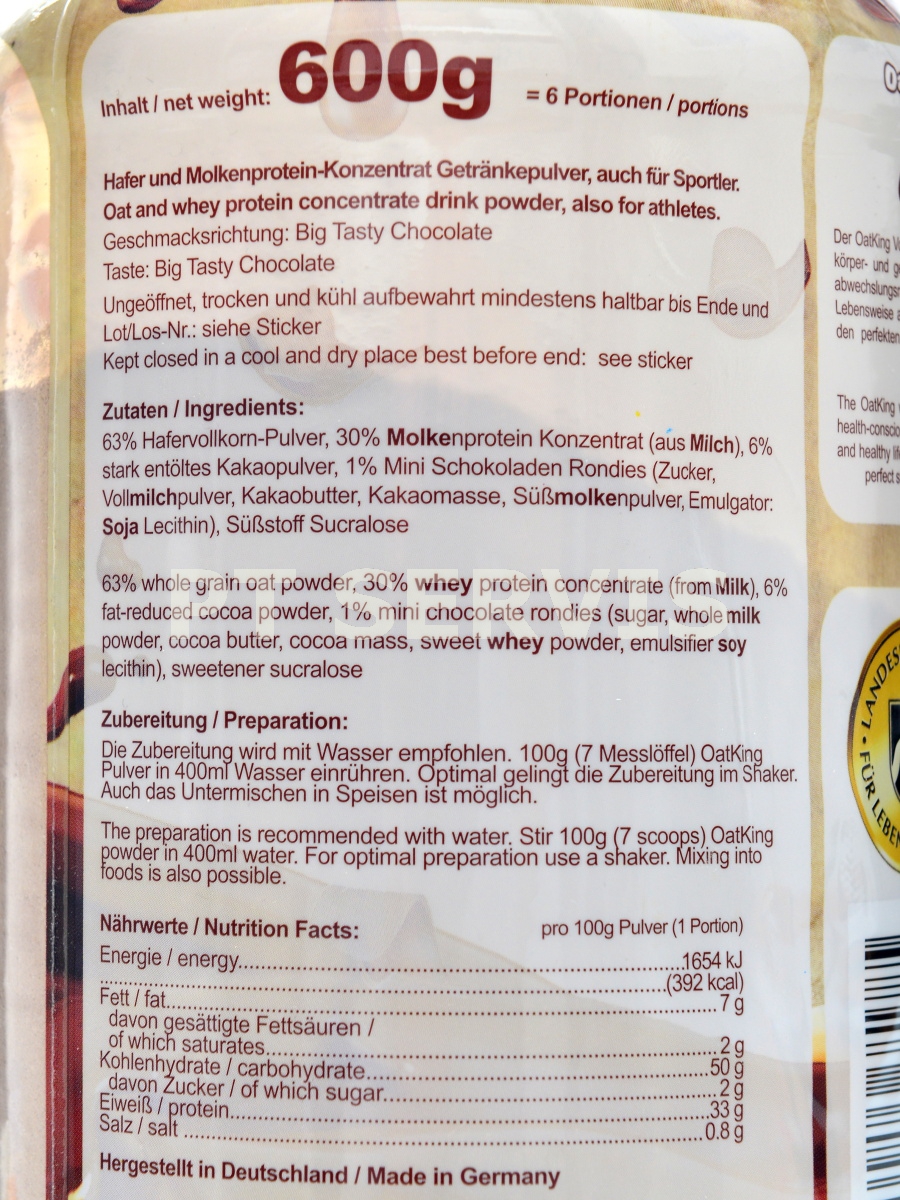 Inhalt / net weight: 600g = 6 Portionen / portions
Hafer und Molkenprotein-Konzentrat Getränkepulver, auch für Sportler.
Oat and whey protein concentrate drink powder, also for athletes.
Geschmacksrichtung: Big Tasty Chocolate
Taste: Big Tasty Chocolate
Ungeöffnet, trocken und kühl aufbewahrt mindestens haltbar bis Ende und
Lot/Los-Nr.: siehe Sticker
Kept closed in a cool and dry place best before end: see sticker
Zutaten / Ingredients:
63% Hafervollkorn-Pulver, 30% Molkenprotein Konzentrat (aus Milch), 6%
stark entöltes Kakaopulver, 1% Mini Schokoladen Rondies (Zucker,
Vollmilchpulver, Kakaobutter, Kakaomasse, Süßmolkenpulver, Emulgator:
Soja Lecithin), Süßstoff Sucralose
63% whole grain oat powder, 30% whey protein concentrate (from Milk), 6%
fat-reduced cocoa powder, 1% mini chocolate rondies (sugar, whole milk
powder, cocoa butter, cocoa mass, sweet whey powder, emulsifier soy
lecithin), sweetener sucralose
PT SERVIS
Zubereitung / Preparation:
Die Zubereitung wird mit Wasser empfohlen. 100g (7 Messlöffel) OatKing
Pulver in 400ml Wasser einrühren. Optimal gelingt die Zubereitung im Shaker.
Auch das Untermischen in Speisen ist möglich.
The preparation is recommended with water. Stir 100g (7 scoops) OatKing
powder in 400ml water. For optimal preparation use a shaker. Mixing into
foods is also possible.
Nährwerte / Nutrition Facts: pro 100g Pulver (1 Portion)
Energie / energy 1654 kJ
(392 kcal)
Fett / fat 7 g
davon gesättigte Fettsäuren /
of which saturates 2 g
Kohlenhydrate / carbohydrate 50 g
davon Zucker / of which sugar 2 g
Eiweiß / protein 33 g
Salz / salt 0.8 g
Hergestellt in Deutschland / Made in Germany
Der OatKing
körper- und
Lebensweise
den perfekten
The OatKing
and healthy
perfect
FÜR